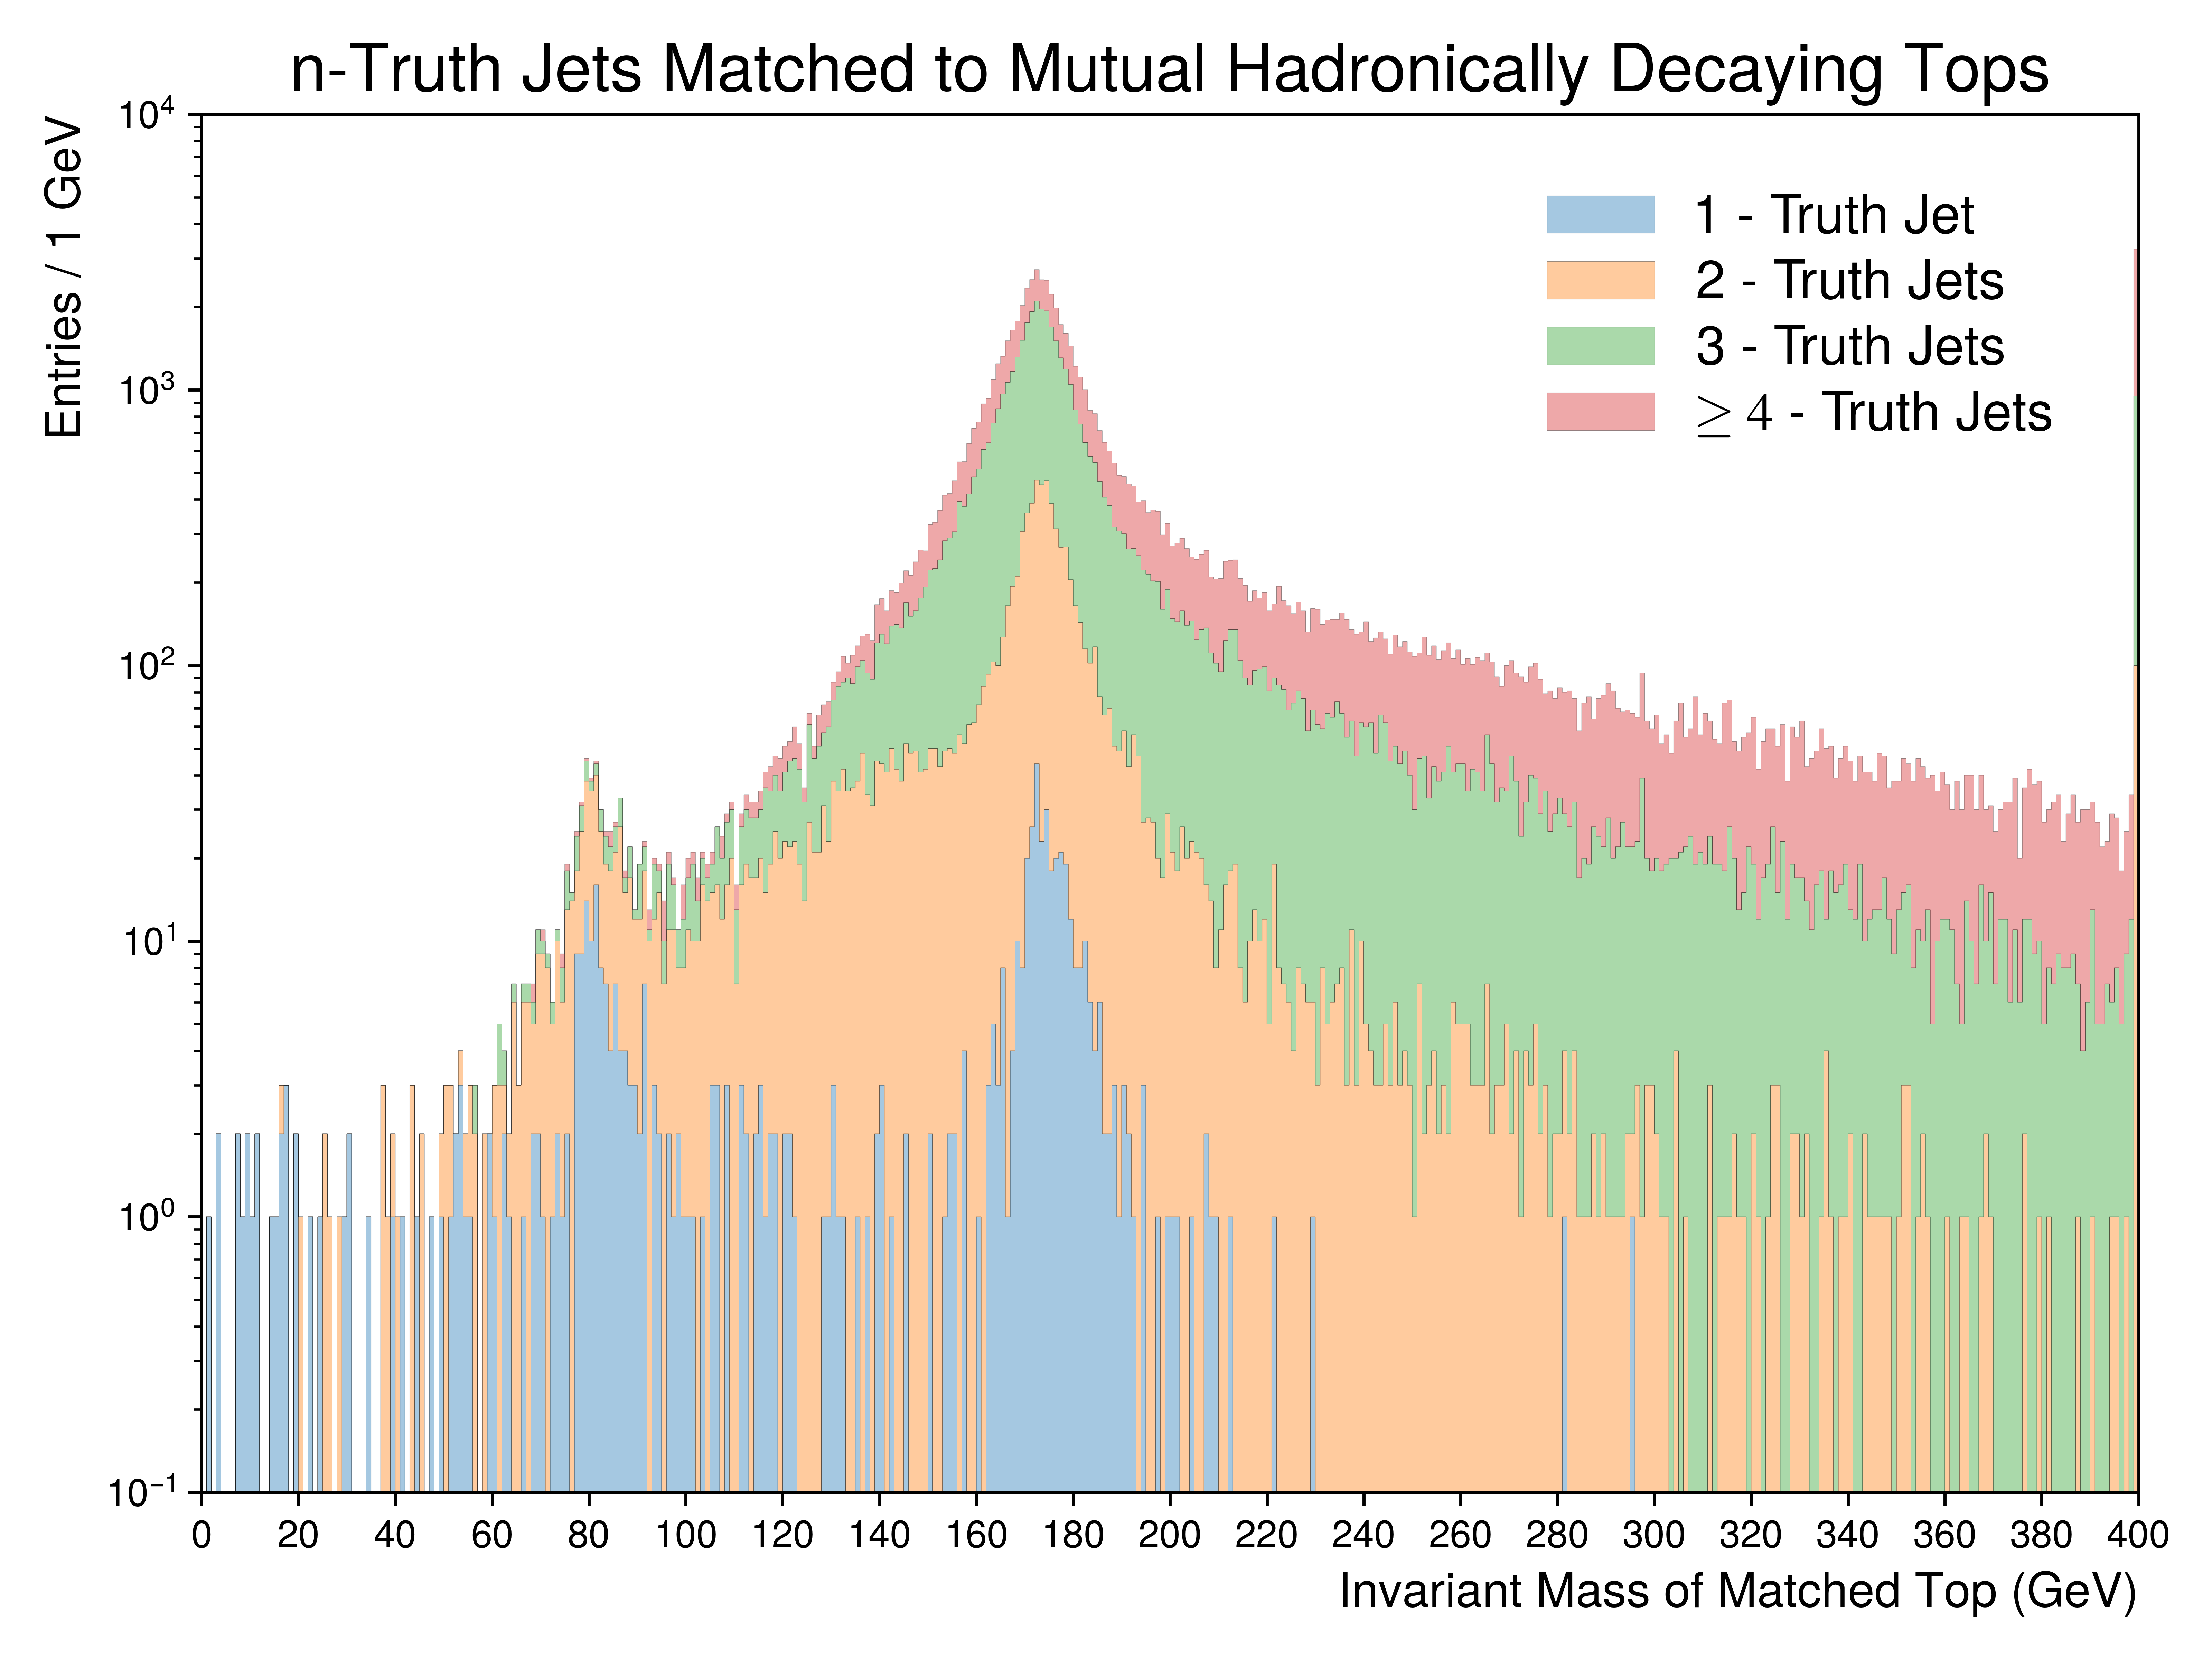 n-Truth Jets Matched to Mutual Hadronically Decaying Tops
Entries / 1 GeV
10⁴
10³
10²
10¹
10⁰
10⁻¹
1 - Truth Jet
2 - Truth Jets
3 - Truth Jets
≥ 4 - Truth Jets
0 20 40 60 80 100 120 140 160 180 200 220 240 260 280 300 320 340 360 380 400
Invariant Mass of Matched Top (GeV)